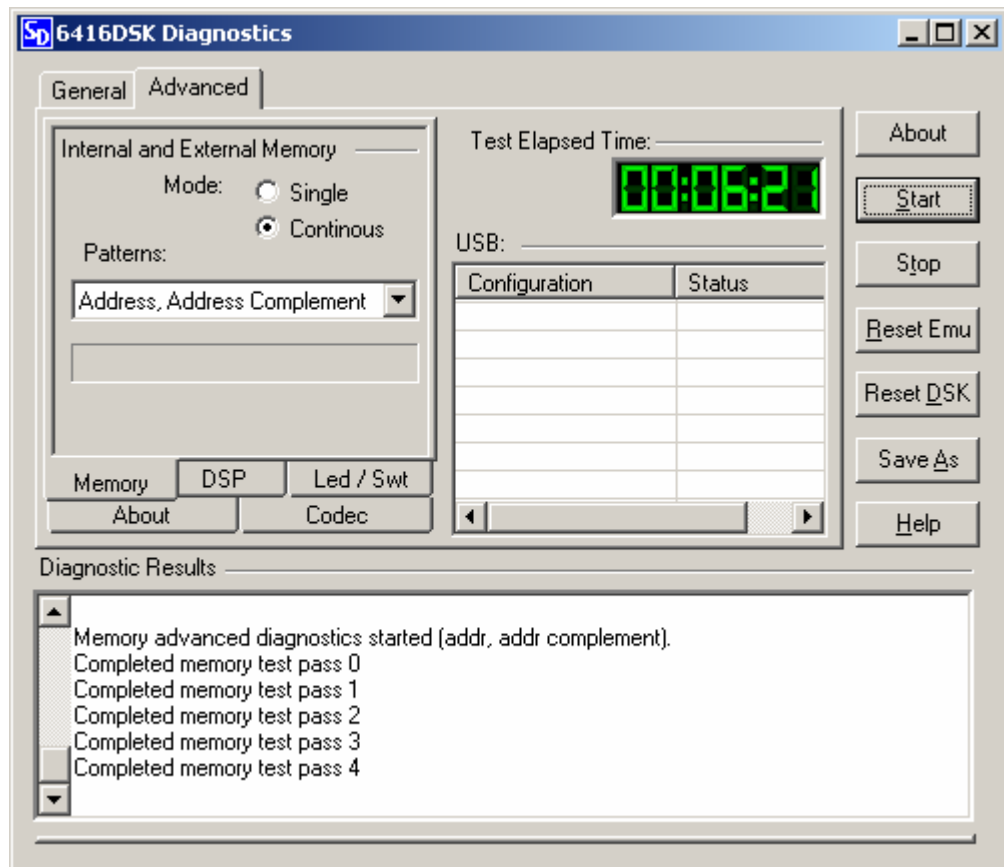 SD 6416DSK Diagnostics
General Advanced
Internal and External Memory
Mode:
Single
Continous
Patterns:
Address, Address Complement
Memory DSP Led / Swt
About Codec
Test Elapsed Time:
00:06:21
USB:
Configuration Status
About
Start
Stop
Reset Emu
Reset DSK
Save As
Help
Diagnostic Results
Memory advanced diagnostics started (addr, addr complement).
Completed memory test pass 0
Completed memory test pass 1
Completed memory test pass 2
Completed memory test pass 3
Completed memory test pass 4